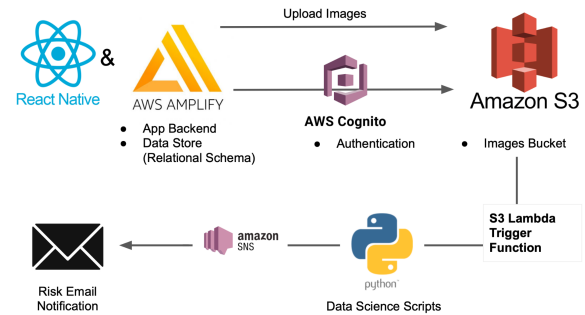 Upload Images
React Native
&
AWS AMPLIFY
Amazon S3
AWS Cognito
● App Backend
● Data Store
(Relational Schema)
● Authentication
● Images Bucket
S3 Lambda
Trigger
Function
amazon
SNS
python
Risk Email
Notification
Data Science Scripts